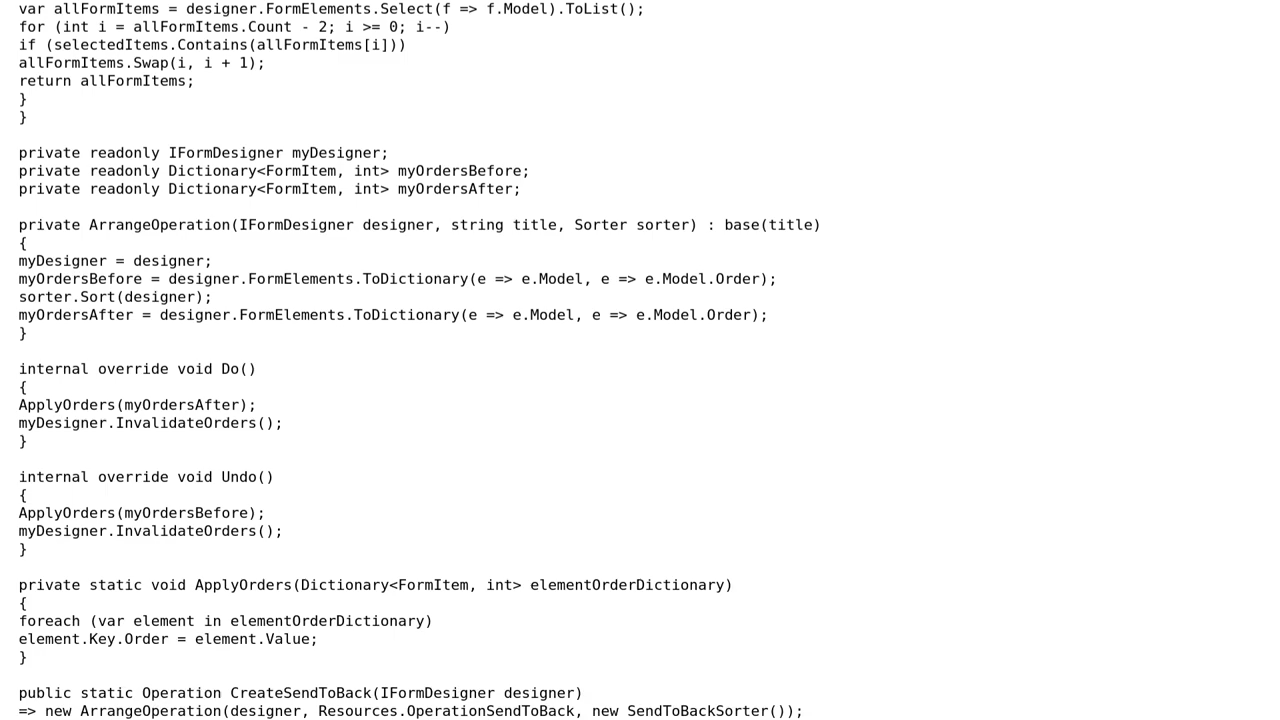 var allFormItems = designer.FormElements.Select(f => f.Model).ToList();
for (int i = allFormItems.Count - 2; i >= 0; i--)
if (selectedItems.Contains(allFormItems[i]))
allFormItems.Swap(i, i + 1);
return allFormItems;
}
}

private readonly IFormDesigner myDesigner;
private readonly Dictionary<FormItem, int> myOrdersBefore;
private readonly Dictionary<FormItem, int> myOrdersAfter;

private ArrangeOperation(IFormDesigner designer, string title, Sorter sorter) : base(title)
{
myDesigner = designer;
myOrdersBefore = designer.FormElements.ToDictionary(e => e.Model, e => e.Model.Order);
sorter.Sort(designer);
myOrdersAfter = designer.FormElements.ToDictionary(e => e.Model, e => e.Model.Order);
}

internal override void Do()
{
ApplyOrders(myOrdersAfter);
myDesigner.InvalidateOrders();
}

internal override void Undo()
{
ApplyOrders(myOrdersBefore);
myDesigner.InvalidateOrders();
}

private static void ApplyOrders(Dictionary<FormItem, int> elementOrderDictionary)
{
foreach (var element in elementOrderDictionary)
element.Key.Order = element.Value;
}

public static Operation CreateSendToBack(IFormDesigner designer)
=> new ArrangeOperation(designer, Resources.OperationSendToBack, new SendToBackSorter());